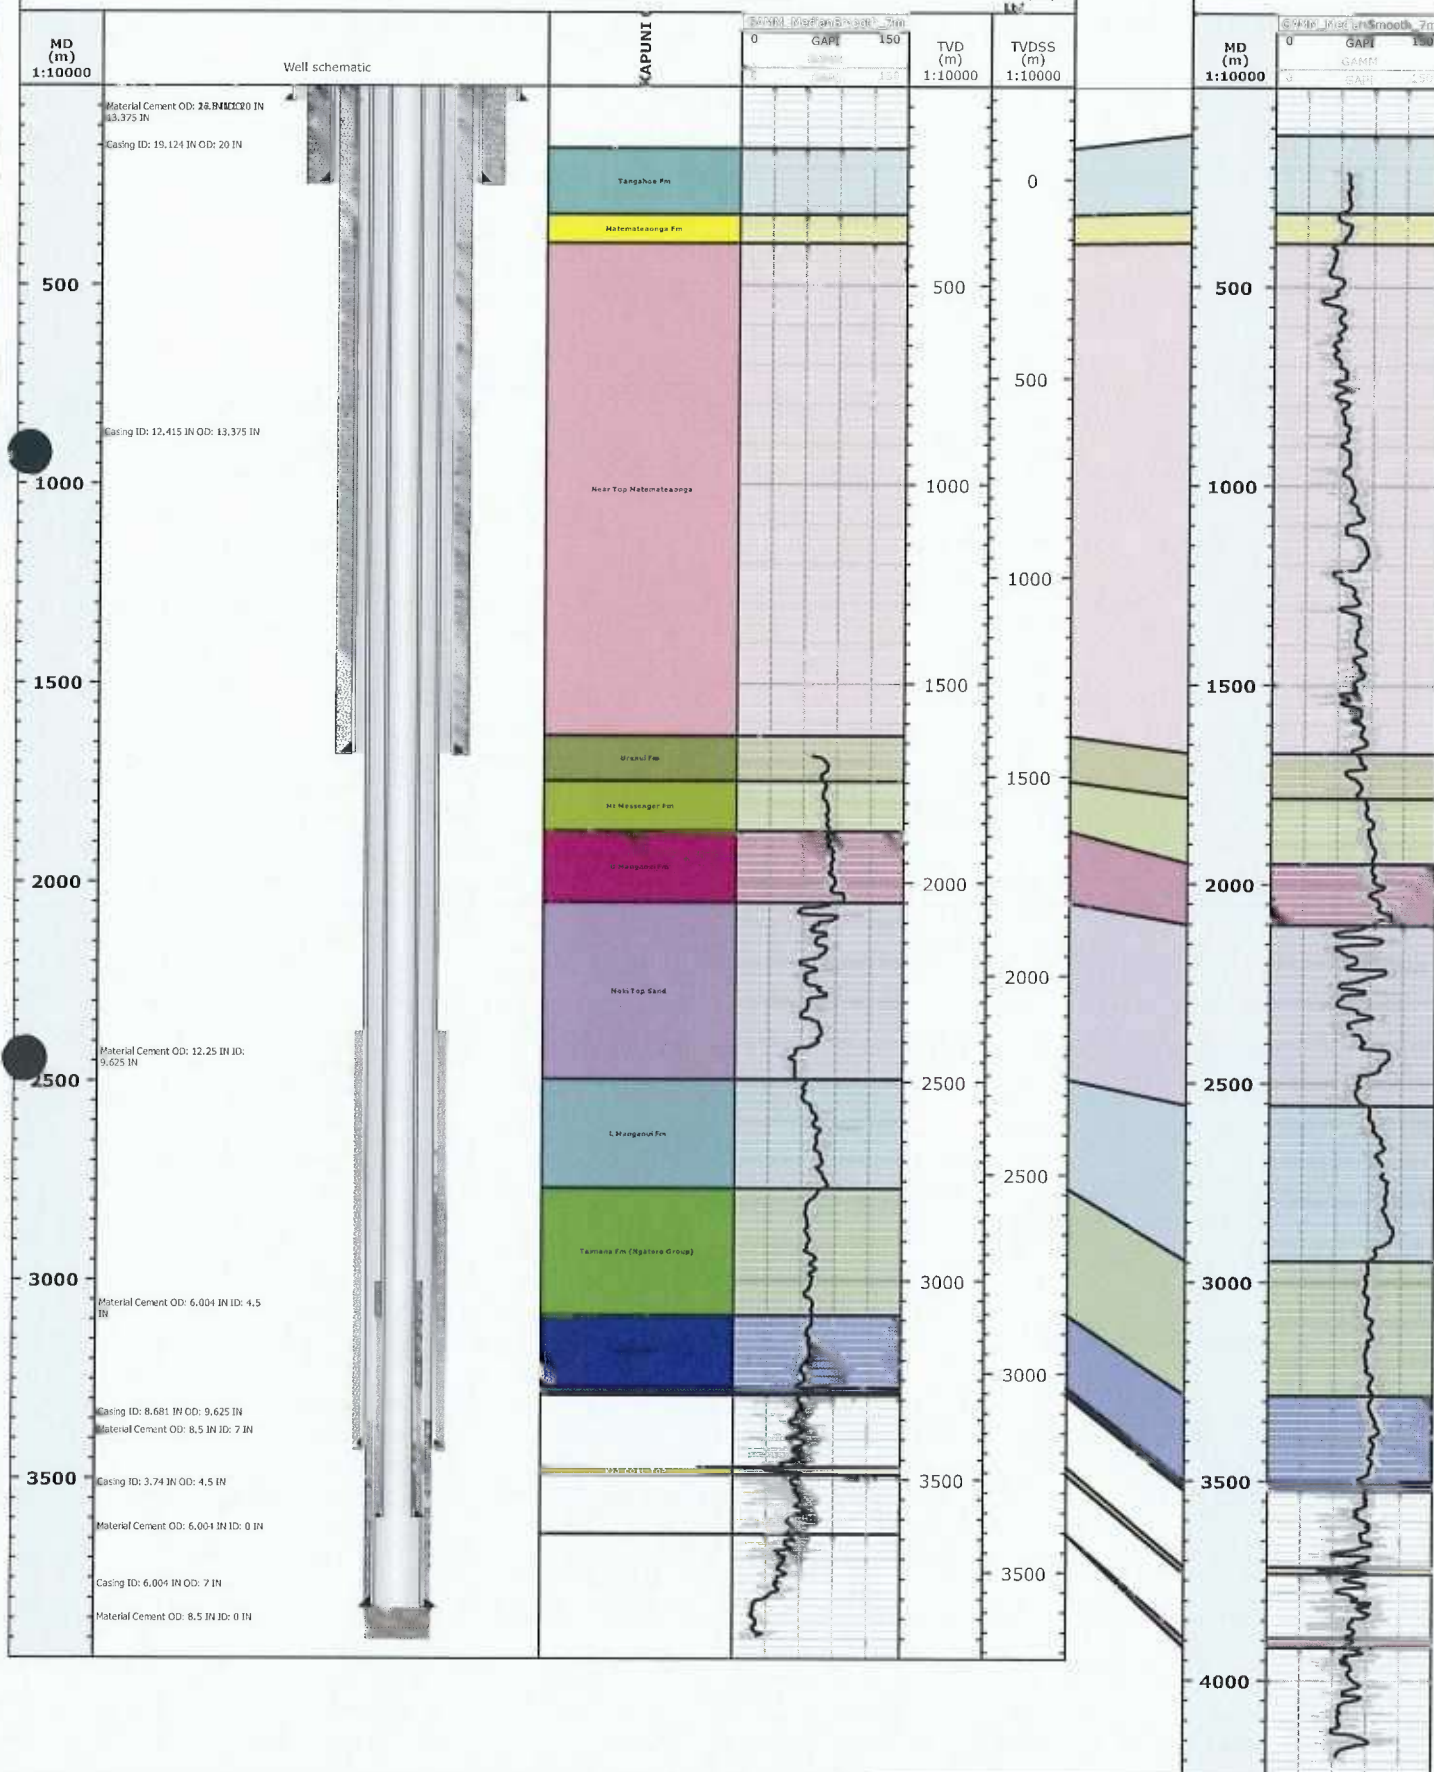 MD
(m)
1:10000
Well schematic
KAPUNI
0 GAPI 150
TVD
(m)
1:10000
TVDSS
(m)
1:10000
MD
(m)
1:10000
0 GAPI 150
GAMM
GAPI
Material Cement OD:
13.375 IN
Casing ID: 19.124 IN OD: 20 IN
Casing ID: 12.415 IN OD: 13.375 IN
Material Cement OD: 12.25 IN ID:
9.625 IN
Material Cement OD: 6.004 IN ID: 4.5
IN
Casing ID: 8.681 IN OD: 9.625 IN
Material Cement OD: 8.5 IN ID: 7 IN
Casing ID: 3.74 IN OD: 4.5 IN
Material Cement OD: 6.004 IN ID: 0 IN
Casing ID: 6.004 IN OD: 7 IN
Material Cement OD: 8.5 IN ID: 0 IN
500
1000
1500
2000
2500
3000
3500
Tangahoe Fm
Matemateaonga Fm
Near Top Matemateaonga
Urenui Fm
Mt Messenger Fm
Manganui Fm
Moki Top Sand
L Manganui Fm
Taimana Fm (Ngatoro Group)
500
1000
1500
2000
2500
3000
3500
0
500
1000
1500
2000
2500
3000
3500
500
1000
1500
2000
2500
3000
3500
4000